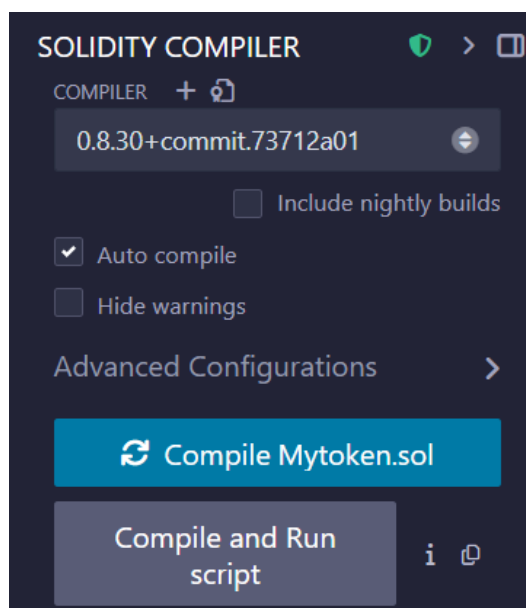 SOLIDITY COMPILER
COMPILER
0.8.30+commit.73712a01
Include nightly builds
Auto compile
Hide warnings
Advanced Configurations
Compile Mytoken.sol
Compile and Run
script